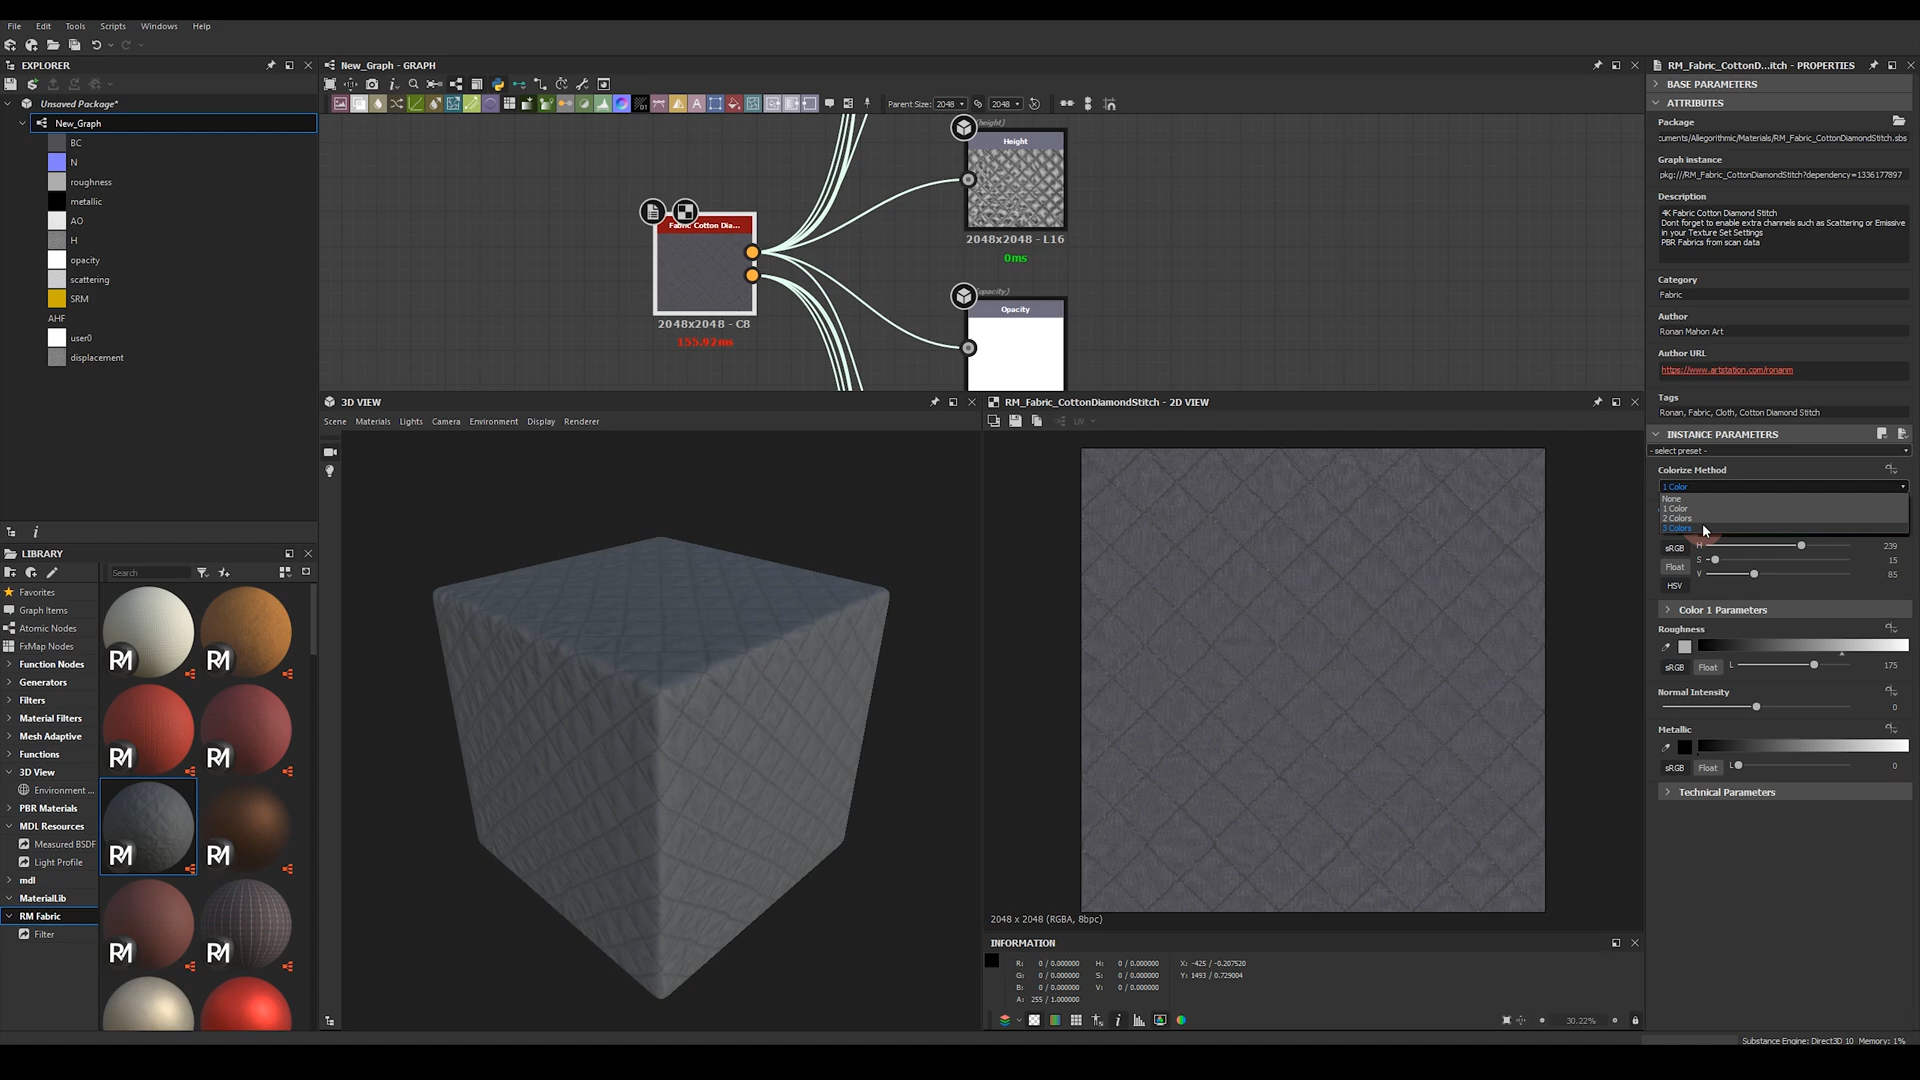 File Edit Tools Scripts Windows Help
EXPLORER
Unsaved Package*
New_Graph
BC
N
roughness
metallic
AO
H
opacity
scattering
SRM
AHF
user0
displacement
LIBRARY
Search
Favorites
Graph Items
Atomic Nodes
FxMap Nodes
Function Nodes
Generators
Filters
Material Filters
Mesh Adaptive
Functions
3D View
Environment ...
PBR Materials
MDL Resources
Measured BSDF
Light Profile
mdl
MaterialLib
RM Fabric
Filter
New_Graph - GRAPH
Parent Size: 2048 2048
Fabric Cotton Dia...
2048x2048 - C8
155.92ms
(height)
Height
2048x2048 - L16
0ms
(opacity)
Opacity
3D VIEW
Scene Materials Lights Camera Environment Display Renderer
RM_Fabric_CottonDiamondStitch - 2D VIEW
UV
2048 x 2048 (RGBA, 8bpc)
INFORMATION
R: 0 / 0.000000 H: 0 / 0.000000 X: -425 / -0.207520
G: 0 / 0.000000 S: 0 / 0.000000 Y: 1493 / 0.729004
B: 0 / 0.000000 V: 0 / 0.000000
A: 255 / 1.000000
30.22%
RM_Fabric_CottonD...itch - PROPERTIES
BASE PARAMETERS
ATTRIBUTES
Package
:uments/Allegorithmic/Materials/RM_Fabric_CottonDiamondStitch.sbs
Graph instance
pkg:///RM_Fabric_CottonDiamondStitch?dependency=1336177897
Description
4K Fabric Cotton Diamond Stitch
Dont forget to enable extra channels such as Scattering or Emissive
in your Texture Set Settings
PBR Fabrics from scan data
Category
Fabric
Author
Ronan Mahon Art
Author URL
https://www.artstation.com/ronanm
Tags
Ronan, Fabric, Cloth, Cotton Diamond Stitch
INSTANCE PARAMETERS
- select preset -
Colorize Method
1 Color
None
1 Color
2 Colors
3 Colors
sRGB H 239
Float S 15
V 85
HSV
Color 1 Parameters
Roughness
sRGB Float L 175
Normal Intensity
0
Metallic
sRGB Float L 0
Technical Parameters
Substance Engine: Direct3D 10 Memory: 1%